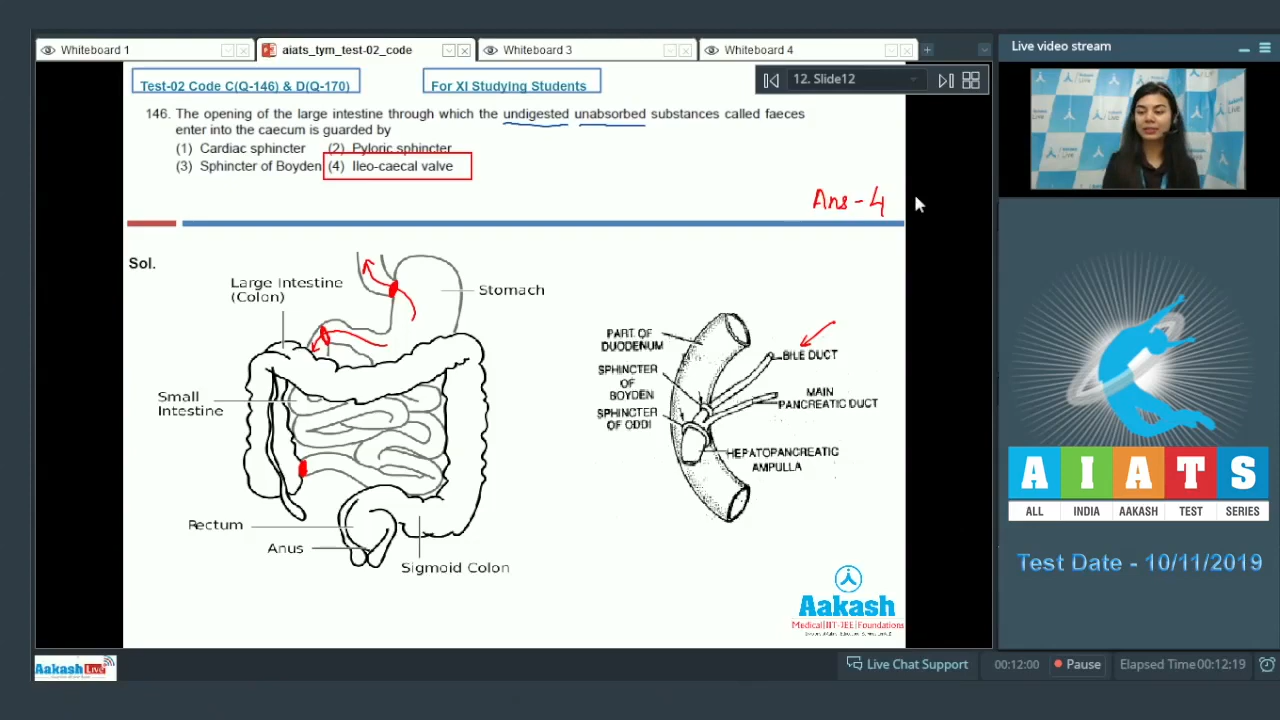 Whiteboard 1
aiats_tym_test-02_code
Whiteboard 3
Whiteboard 4
Live video stream
Test-02 Code C(Q-146) & D(Q-170)
For XI Studying Students
12. Slide12
146. The opening of the large intestine through which the undigested unabsorbed substances called faeces
enter into the caecum is guarded by
(1) Cardiac sphincter (2) Pyloric sphincter
(3) Sphincter of Boyden (4) Ileo-caecal valve
Ans - 4
Sol.
Large Intestine
(Colon)
Stomach
Small
Intestine
Rectum
Anus
Sigmoid Colon
PART OF
DUODENUM
BILE DUCT
SPHINCTER
OF
BOYDEN
MAIN
PANCREATIC DUCT
SPHINCTER
OF ODDI
HEPATOPANCREATIC
AMPULLA
Aakash
Medical|IIT-JEE|Foundations
AIATS
ALL INDIA AAKASH TEST SERIES
Test Date - 10/11/2019
Aakash Live
Live Chat Support
00:12:00
Pause
Elapsed Time 00:12:19